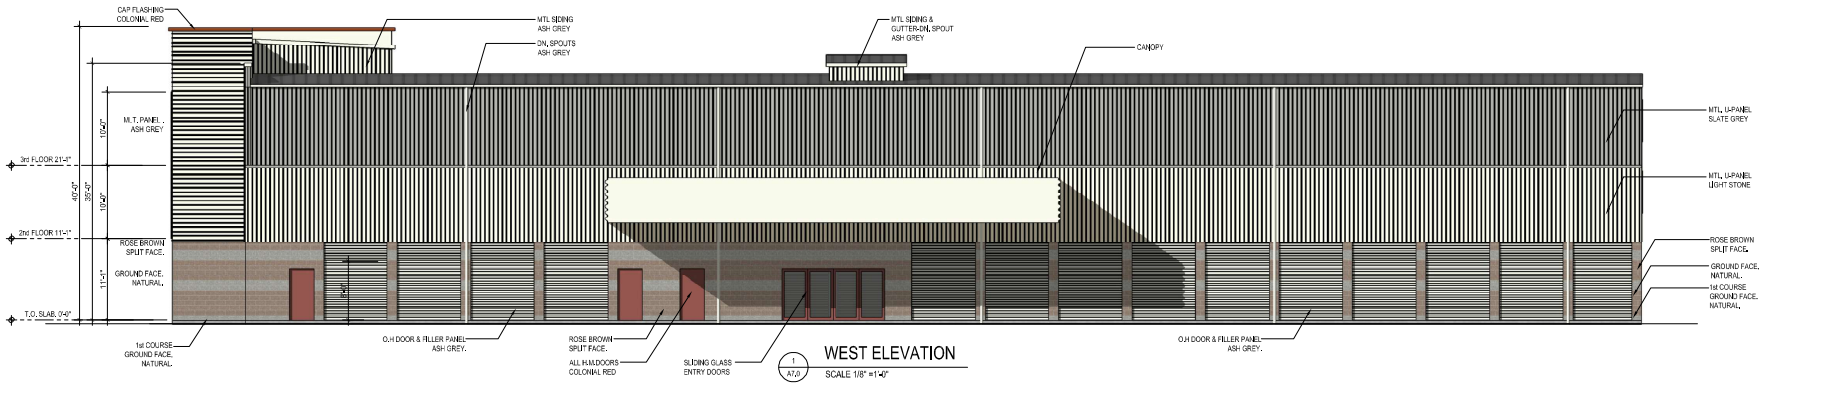 CAP FLASHING
COLONIAL RED
MTL SIDING
ASH GREY
DN. SPOUTS
ASH GREY
MTL SIDING &
GUTTER-DN. SPOUT
ASH GREY
CANOPY
40'-0"
35'-0"
10'-0"
10'-0"
11'-1"
8'-0"
M.T. PANEL.
ASH GREY
3rd FLOOR 21'-1"
2nd FLOOR 11'-1"
ROSE BROWN
SPLIT FACE.
GROUND FACE.
NATURAL.
T.O. SLAB. 0'-0"
1st COURSE
GROUND FACE.
NATURAL.
MTL. U-PANEL
SLATE GREY
MTL. U-PANEL
LIGHT STONE
ROSE BROWN
SPLIT FACE.
GROUND FACE.
NATURAL.
1st COURSE
GROUND FACE.
NATURAL.
O.H DOOR & FILLER PANEL
ASH GREY.
ROSE BROWN
SPLIT FACE.
ALL H.M.DOORS
COLONIAL RED
SLIDING GLASS
ENTRY DOORS
O.H DOOR & FILLER PANEL
ASH GREY.
1
A7.0
WEST ELEVATION
SCALE 1/8" =1'-0"